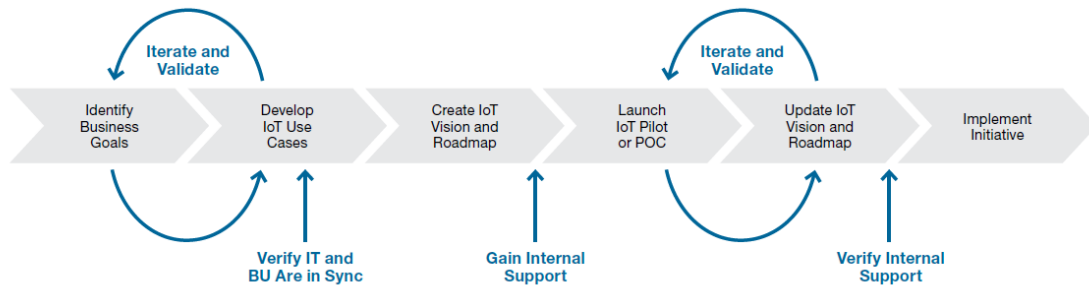 Iterate and
Validate
Iterate and
Validate
Identify
Business
Goals
Develop
IoT Use
Cases
Create IoT
Vision and
Roadmap
Launch
IoT Pilot
or POC
Update IoT
Vision and
Roadmap
Implement
Initiative
Verify IT and
BU Are in Sync
Gain Internal
Support
Verify Internal
Support